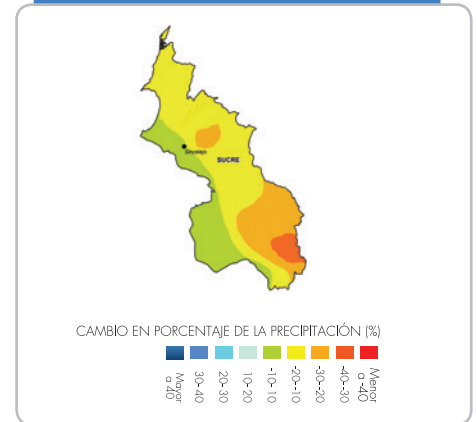 Sincelejo
SUCRE
CAMBIO EN PORCENTAJE DE LA PRECIPITACIÓN (%)
Mayor a 40
30-40
20-30
10-20
-10-10
-20--10
-30--20
-40--30
Menor a -40